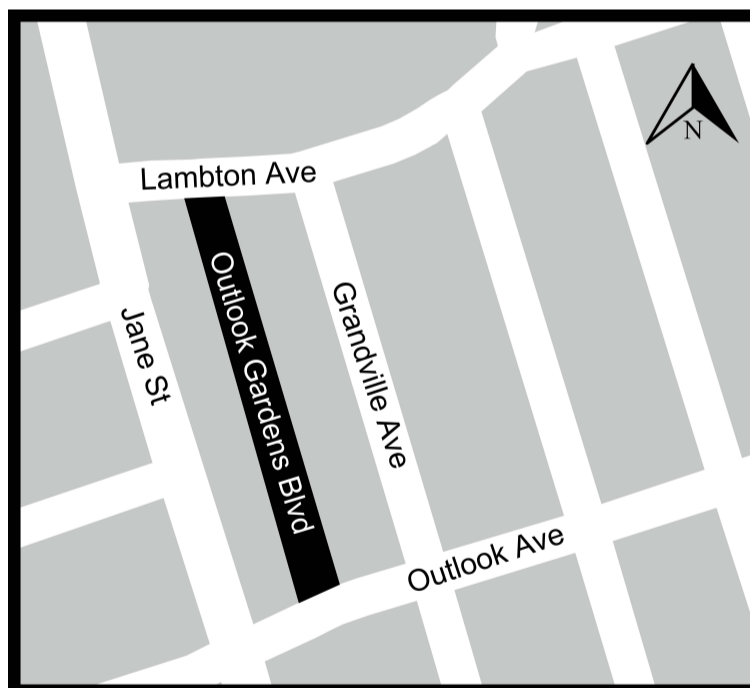 N
Lambton Ave
Outlook Gardens Blvd
Grandville Ave
Jane St
Outlook Ave